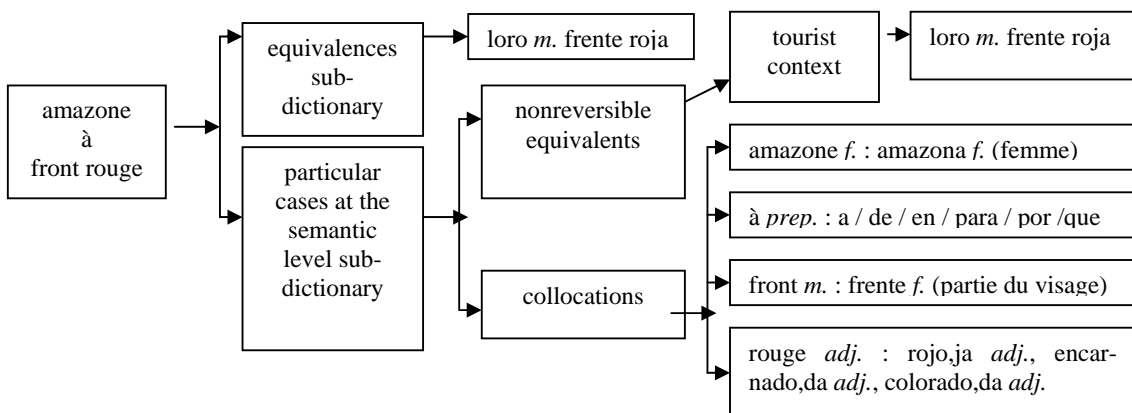 amazone
à
front rouge
equivalences
sub-
dictionary
loro m. frente roja
particular
cases at the
semantic
level sub-
dictionary
nonreversible
equivalents
tourist
context
loro m. frente roja
collocations
amazone f. : amazona f. (femme)
à prep. : a / de / en / para / por /que
front m. : frente f. (partie du visage)
rouge adj. : rojo,ja adj., encar-
nado,da adj., colorado,da adj.